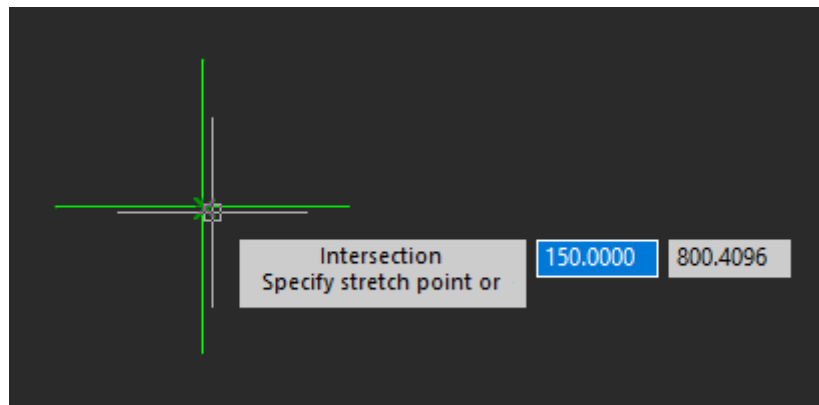 Intersection
Specify stretch point or
150.0000
800.4096